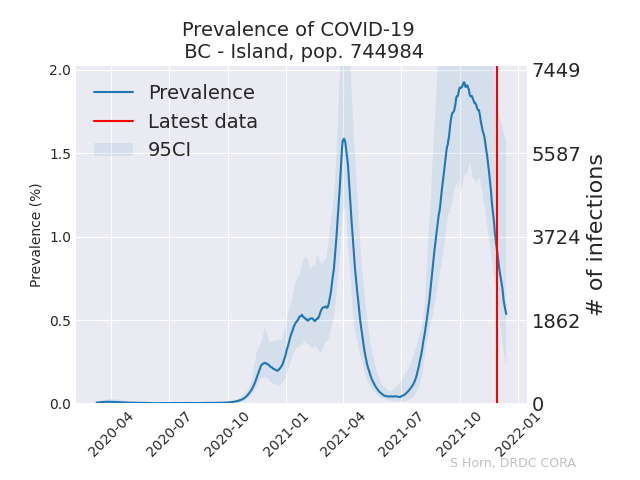 Prevalence of COVID-19
BC - Island, pop. 744984
Prevalence
Latest data
95CI
Prevalence (%)
2.0
1.5
1.0
0.5
0.0
7449
5587
3724
1862
0
# of infections
2020-04
2020-07
2020-10
2021-01
2021-04
2021-07
2021-10
2022-01
S Horn, DRDC CORA